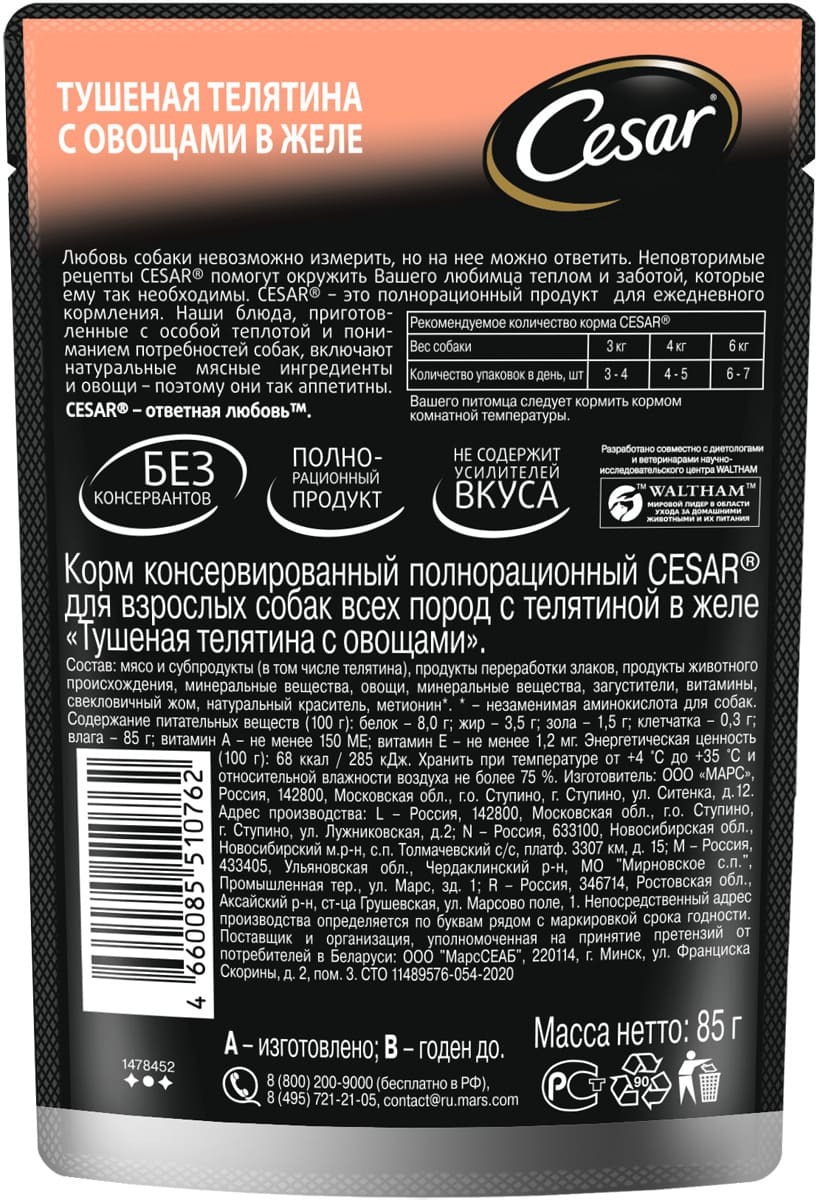 ТУШЕНАЯ ТЕЛЯТИНА
С ОВОЩАМИ В ЖЕЛЕ
Cesar®
Любовь собаки невозможно измерить, но на нее можно ответить. Неповторимые
рецепты CESAR® помогут окружить Вашего любимца теплом и заботой, которые
ему так необходимы. CESAR® – это полнорационный продукт для ежедневного
кормления. Наши блюда, приготов-
ленные с особой теплотой и пони-
манием потребностей собак, включают
натуральные мясные ингредиенты
и овощи – поэтому они так аппетитны.
CESAR® – ответная любовь™.
Рекомендуемое количество корма CESAR®
Вес собаки 3 кг 4 кг 6 кг
Количество упаковок в день, шт 3 - 4 4 - 5 6 - 7
Вашего питомца следует кормить кормом
комнатной температуры.
БЕЗ
КОНСЕРВАНТОВ
ПОЛНО-
РАЦИОННЫЙ
ПРОДУКТ
НЕ СОДЕРЖИТ
УСИЛИТЕЛЕЙ
ВКУСА
Разработано совместно с диетологами
и ветеринарами научно-
исследовательского центра WALTHAM
™ WALTHAM™
МИРОВОЙ ЛИДЕР В ОБЛАСТИ
УХОДА ЗА ДОМАШНИМИ
ЖИВОТНЫМИ И ИХ ПИТАНИЯ
Корм консервированный полнорационный CESAR®
для взрослых собак всех пород с телятиной в желе
«Тушеная телятина с овощами».
Состав: мясо и субпродукты (в том числе телятина), продукты переработки злаков, продукты животного
происхождения, минеральные вещества, овощи, минеральные вещества, загустители, витамины,
свекловичный жом, натуральный краситель, метионин*. * – незаменимая аминокислота для собак.
Содержание питательных веществ (100 г): белок – 8,0 г; жир – 3,5 г; зола – 1,5 г; клетчатка – 0,3 г;
влага – 85 г; витамин А – не менее 150 МЕ; витамин Е – не менее 1,2 мг. Энергетическая ценность
(100 г): 68 ккал / 285 кДж. Хранить при температуре от +4 ˚С до +35 ˚С и
относительной влажности воздуха не более 75 %. Изготовитель: ООО «МАРС»,
Россия, 142800, Московская обл., г.о. Ступино, г. Ступино, ул. Ситенка, д.12.
Адрес производства: L – Россия, 142800, Московская обл., г.о. Ступино,
г. Ступино, ул. Лужниковская, д.2; N – Россия, 633100, Новосибирская обл.,
Новосибирский м.р-н, с.п. Толмачевский с/с, платф. 3307 км, д. 15; М – Россия,
433405, Ульяновская обл., Чердаклинский р-н, МО "Мирновское с.п.",
Промышленная тер., ул. Марс, зд. 1; R – Россия, 346714, Ростовская обл.,
Аксайский р-н, ст-ца Грушевская, ул. Марсово поле, 1. Непосредственный адрес
производства определяется по буквам рядом с маркировкой срока годности.
Поставщик и организация, уполномоченная на принятие претензий от
потребителей в Беларуси: ООО "МарсСЕАБ", 220114, г. Минск, ул. Франциска
Скорины, д. 2, пом. 3. СТО 11489576-054-2020
4 660085 510762
1478452
А – изготовлено; В – годен до.
Масса нетто: 85 г
8 (800) 200-9000 (бесплатно в РФ),
8 (495) 721-21-05, contact@ru.mars.com
РСТ
90